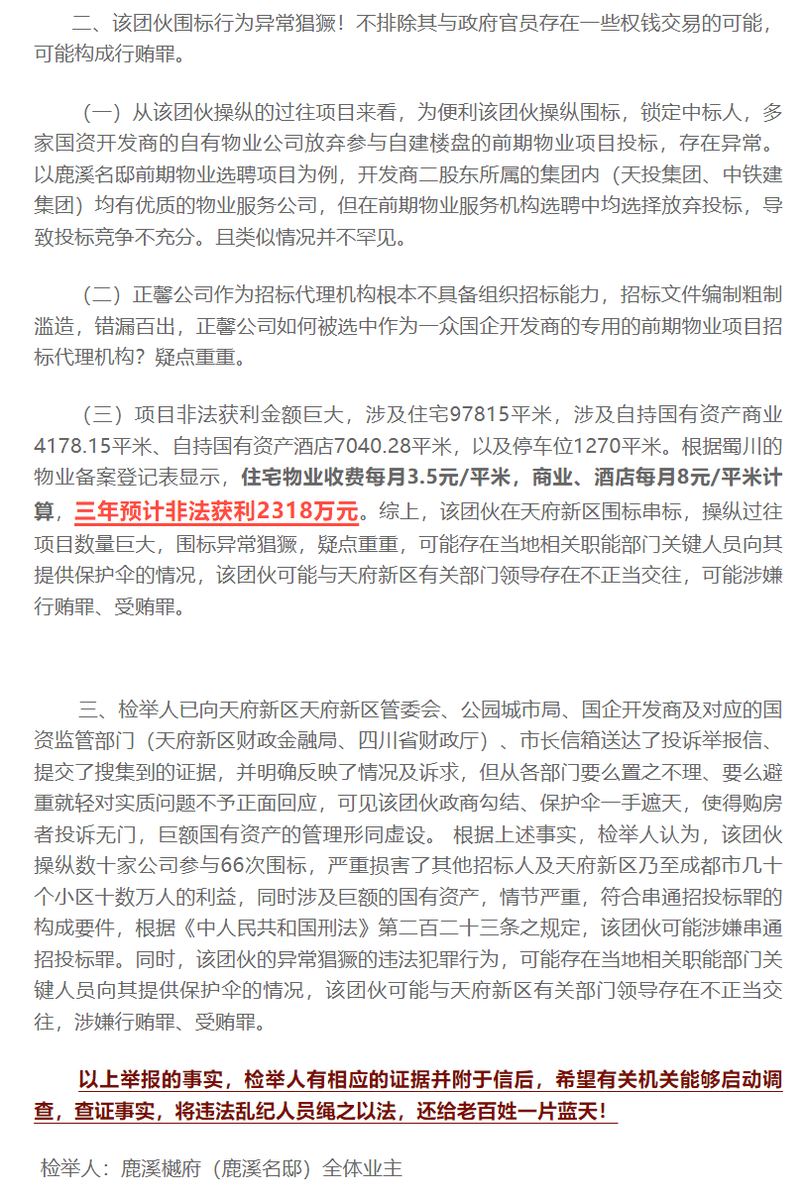 二、该团伙围标行为异常猖獗！不排除其与政府官员存在一些权钱交易的可能，
可能构成行贿罪。
（一）从该团伙操纵的过往项目来看，为便利该团伙操纵围标，锁定中标人，多
家国资开发商的自有物业公司放弃参与自建楼盘的前期物业项目投标，存在异常。
以鹿溪名邸前期物业选聘项目为例，开发商二股东所属的集团内（天投集团、中铁建
集团）均有优质的物业服务公司，但在前期物业服务机构选聘中均选择放弃投标，导
致投标竞争不充分。且类似情况并不罕见。
（二）正馨公司作为招标代理机构根本不具备组织招标能力，招标文件编制粗制
滥造，错漏百出，正馨公司如何被选中作为一众国企开发商的专用的前期物业项目招
标代理机构？疑点重重。
（三）项目非法获利金额巨大，涉及住宅97815平米，涉及自持国有资产商业
4178.15平米、自持国有资产酒店7040.28平米，以及停车位1270平米。根据蜀川的
物业备案登记表显示，住宅物业收费每月3.5元/平米，商业、酒店每月8元/平米计
算，三年预计非法获利2318万元。综上，该团伙在天府新区围标串标，操纵过往
项目数量巨大，围标异常猖獗，疑点重重，可能存在当地相关职能部门关键人员向其
提供保护伞的情况，该团伙可能与天府新区有关部门领导存在不正当交往，可能涉嫌
行贿罪、受贿罪。
三、检举人已向天府新区天府新区管委会、公园城市局、国企开发商及对应的国
资监管部门（天府新区财政金融局、四川省财政厅）、市长信箱送达了投诉举报信、
提交了搜集到的证据，并明确反映了情况及诉求，但从各部门要么置之不理、要么避
重就轻对实质问题不予正面回应，可见该团伙政商勾结、保护伞一手遮天，使得购房
者投诉无门，巨额国有资产的管理形同虚设。 根据上述事实，检举人认为，该团伙
操纵数十家公司参与66次围标，严重损害了其他招标人及天府新区乃至成都市几十
个小区十数万人的利益，同时涉及巨额的国有资产，情节严重，符合串通招投标罪的
构成要件，根据《中人民共和国刑法》第二百二十三条之规定，该团伙可能涉嫌串通
招投标罪。同时，该团伙的异常猖獗的违法犯罪行为，可能存在当地相关职能部门关
键人员向其提供保护伞的情况，该团伙可能与天府新区有关部门领导存在不正当交
往，涉嫌行贿罪、受贿罪。
以上举报的事实，检举人有相应的证据并附于信后，希望有关机关能够启动调
查，查证事实，将违法乱纪人员绳之以法，还给老百姓一片蓝天！
检举人：鹿溪樾府（鹿溪名邸）全体业主